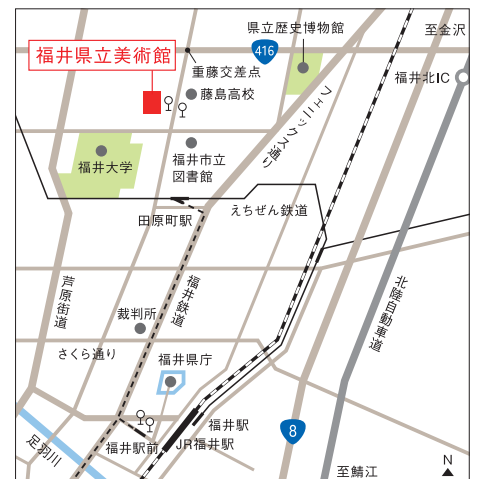 県立歴史博物館
至金沢
416
福井県立美術館
重藤交差点
福井北IC
藤島高校
フェニックス通り
福井市立
図書館
福井大学
えちぜん鉄道
田原町駅
芦原街道
福井鉄道
北陸自動車道
裁判所
さくら通り
福井県庁
福井駅
8
足羽川
福井駅前
JR福井駅
N
至鯖江